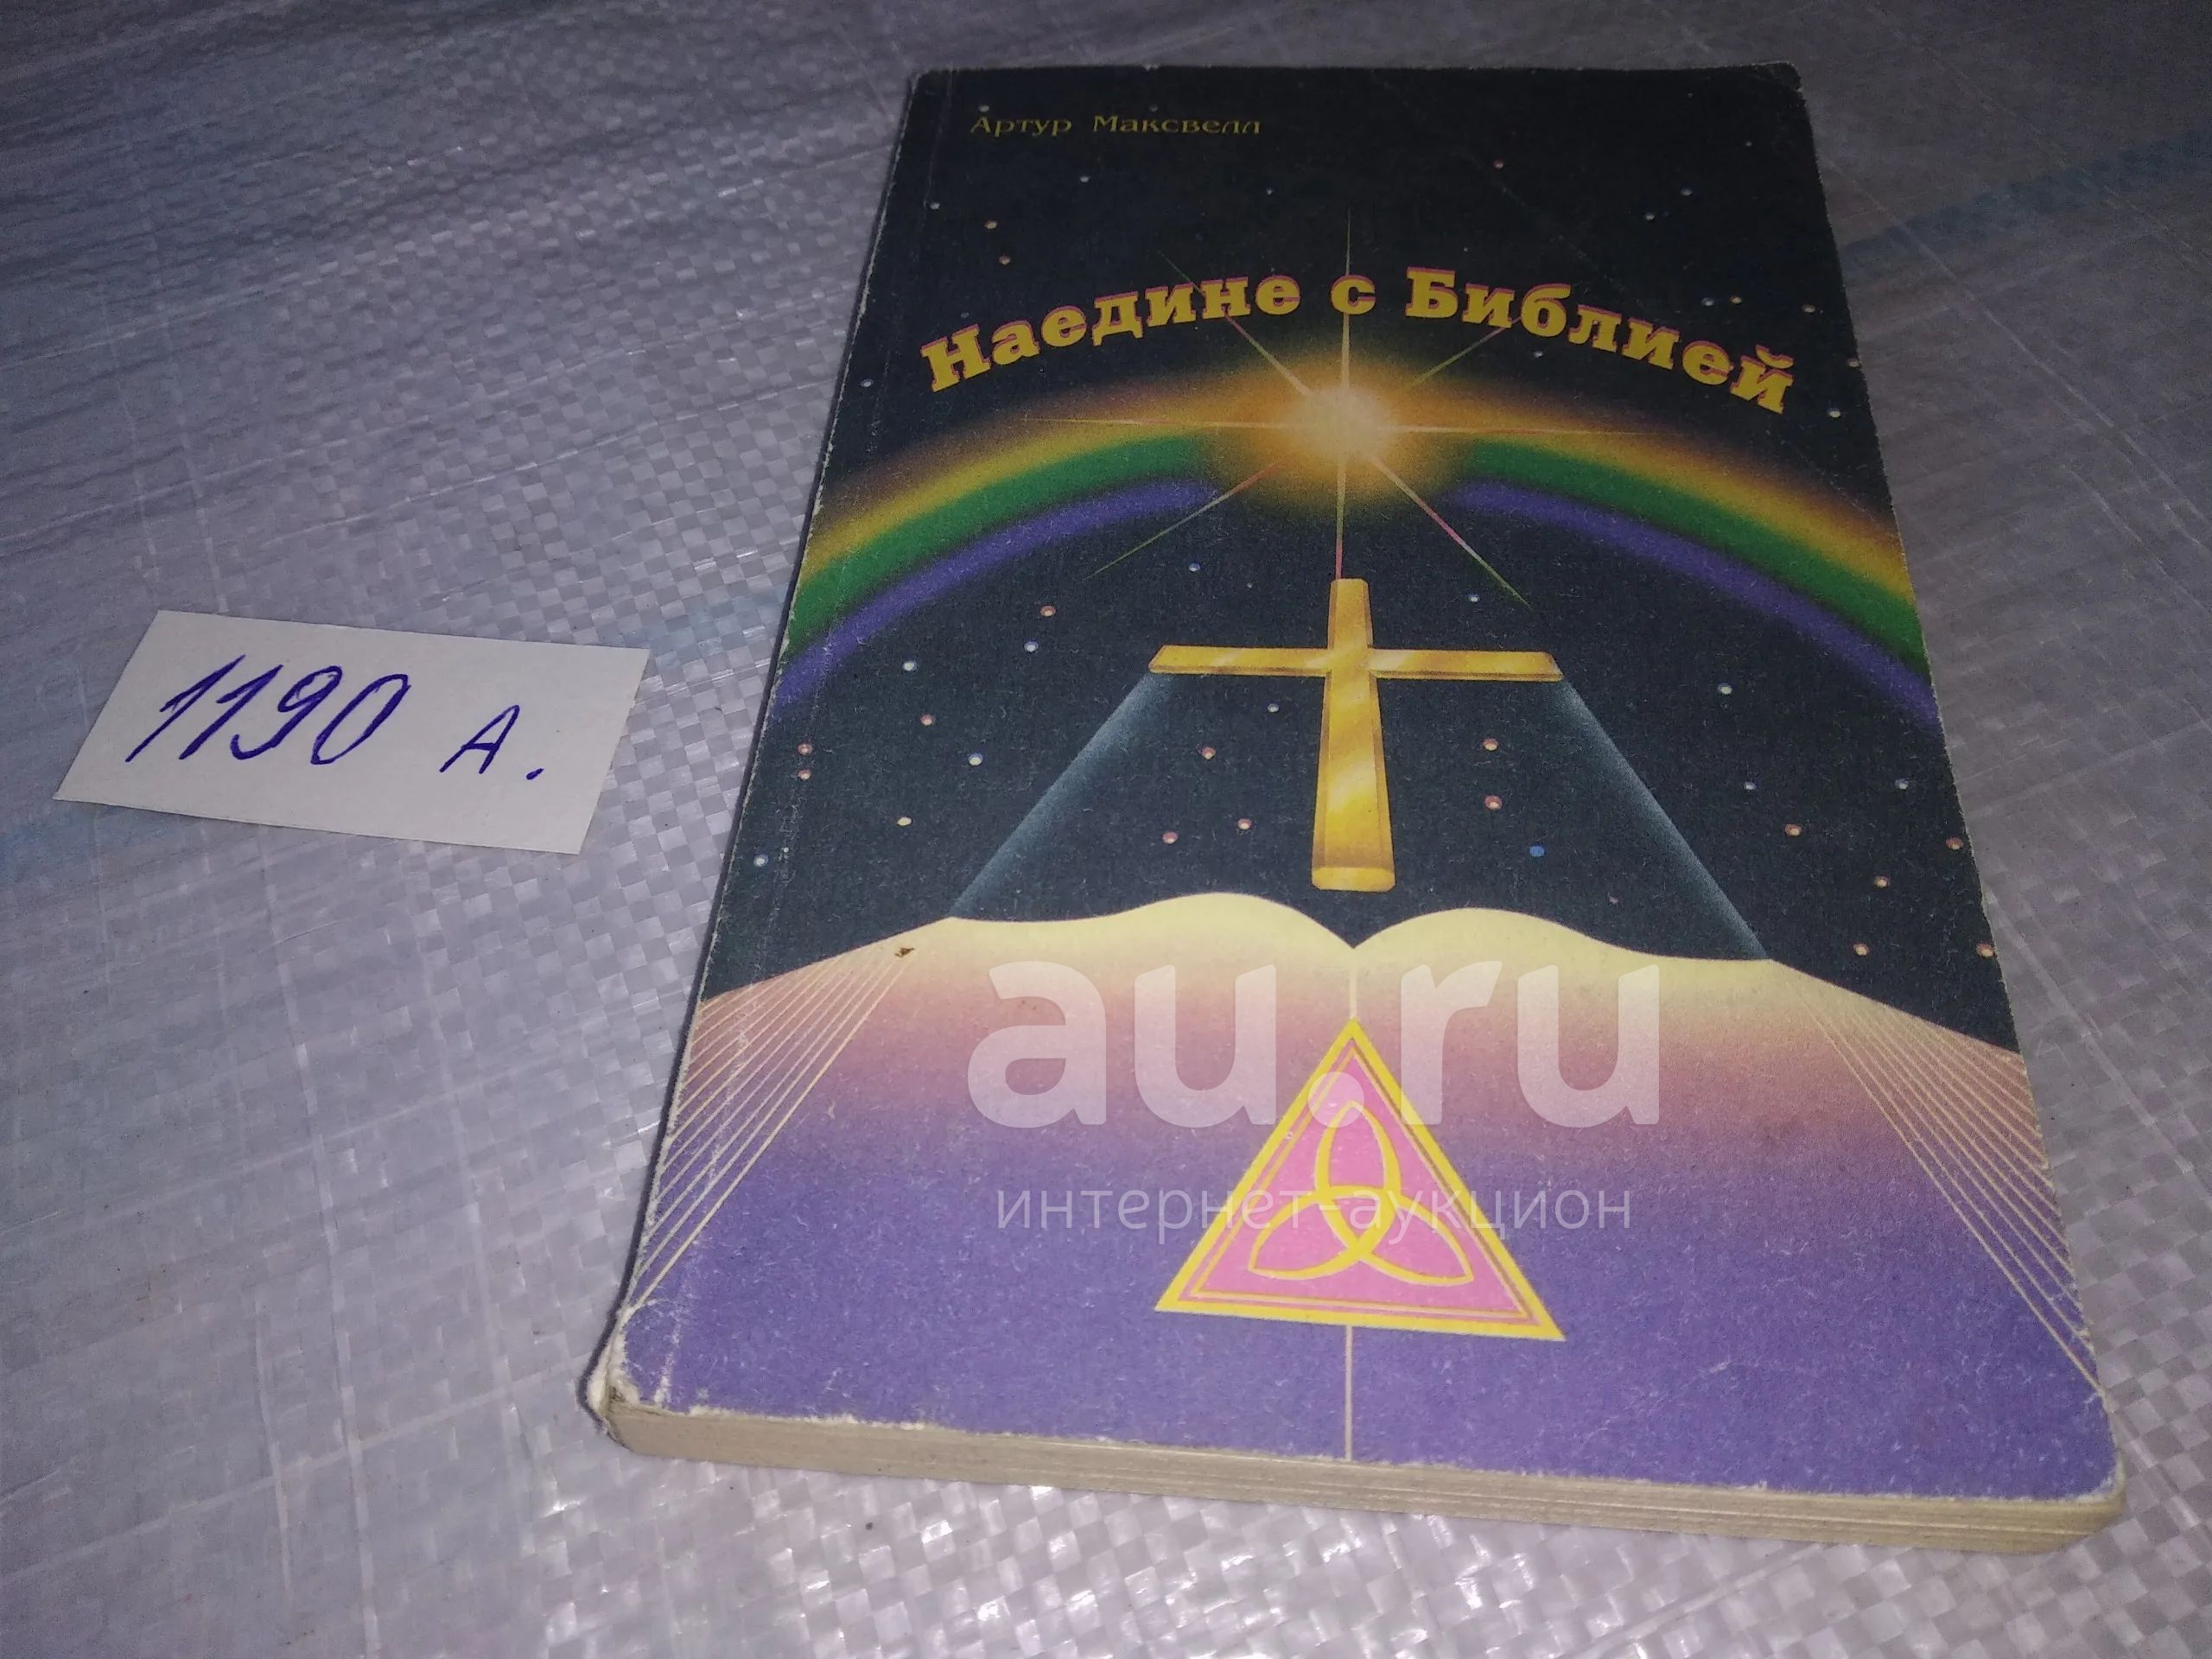 Артур Максвелл
Наедине с Библией
1190 А.
au.ru
интернет-аукцион